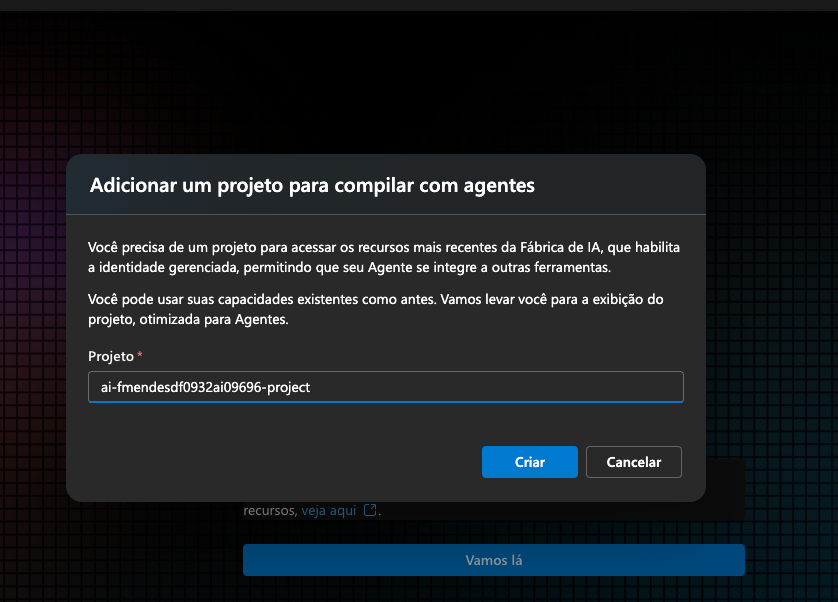 Adicionar um projeto para compilar com agentes
Você precisa de um projeto para acessar os recursos mais recentes da Fábrica de IA, que habilita
a identidade gerenciada, permitindo que seu Agente se integre a outras ferramentas.
Você pode usar suas capacidades existentes como antes. Vamos levar você para a exibição do
projeto, otimizada para Agentes.
Projeto *
ai-fmendesdf0932ai09696-project
Criar Cancelar
recursos, veja aqui .
Vamos lá